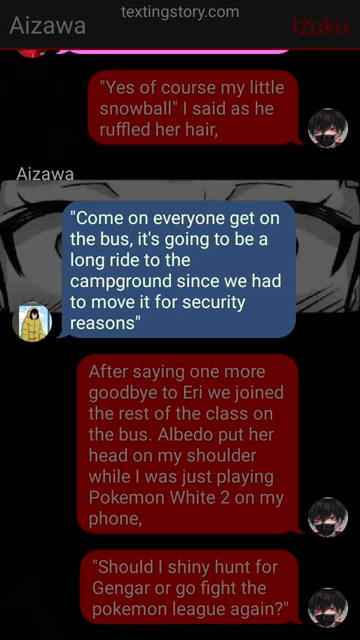 textingstory.com
Aizawa
Izuku
"Yes of course my little
snowball" I said as he
ruffled her hair,
Aizawa
"Come on everyone get on
the bus, it's going to be a
long ride to the
campground since we had
to move it for security
reasons"
After saying one more
goodbye to Eri we joined
the rest of the class on
the bus. Albedo put her
head on my shoulder
while I was just playing
Pokemon White 2 on my
phone,
"Should I shiny hunt for
Gengar or go fight the
pokemon league again?"